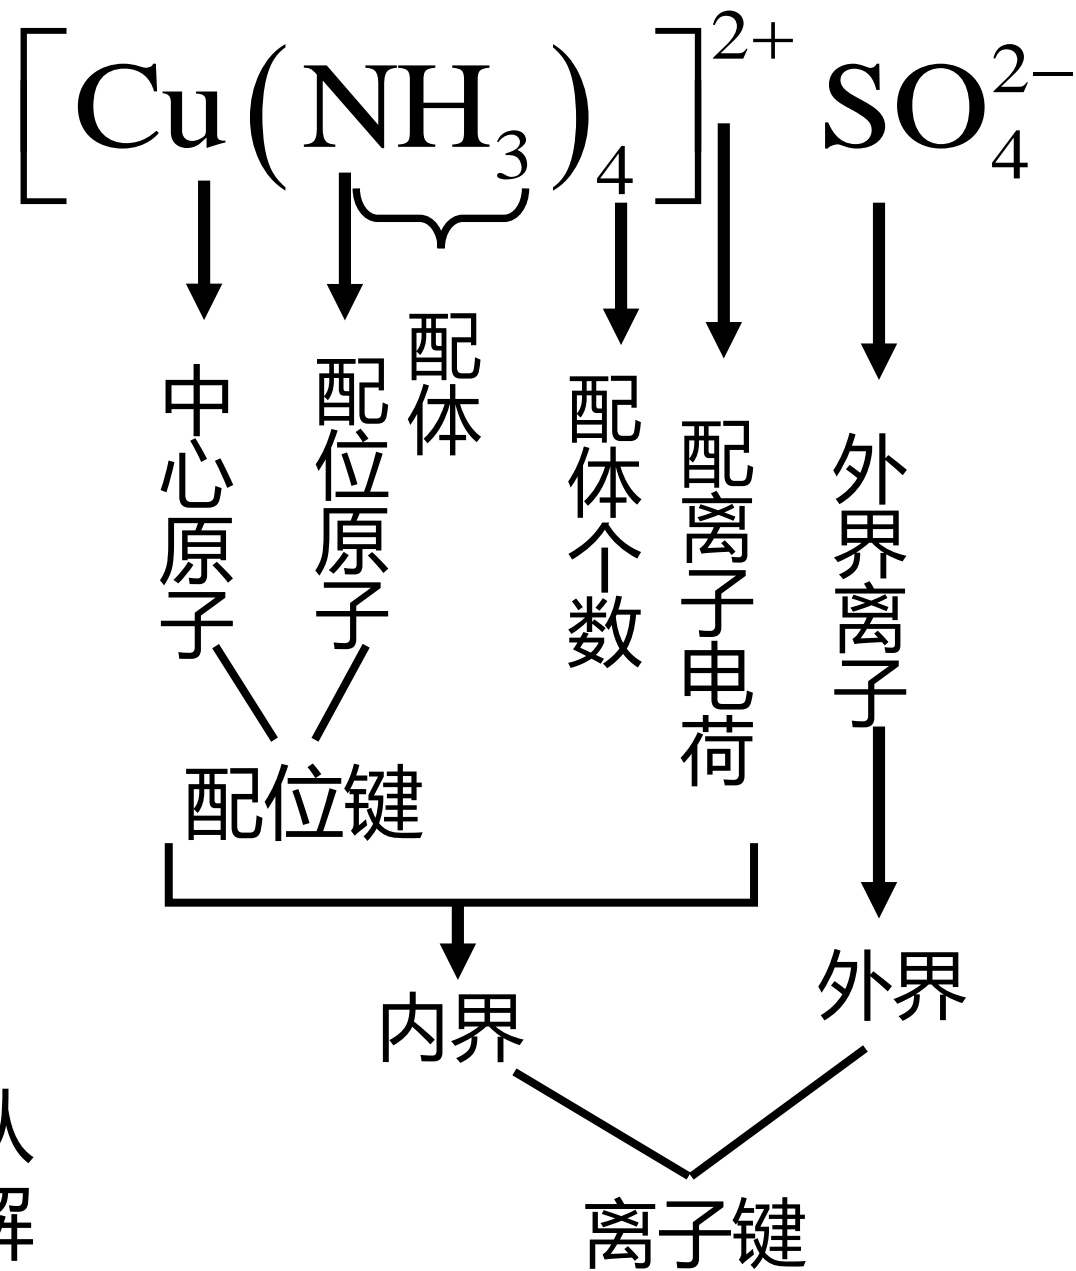 [Cu(NH₃)₄]²⁺ SO₄²⁻
中心原子
配位原子
配体
配体个数
配离子电荷
外界离子
配位键
内界
外界
离子键
解